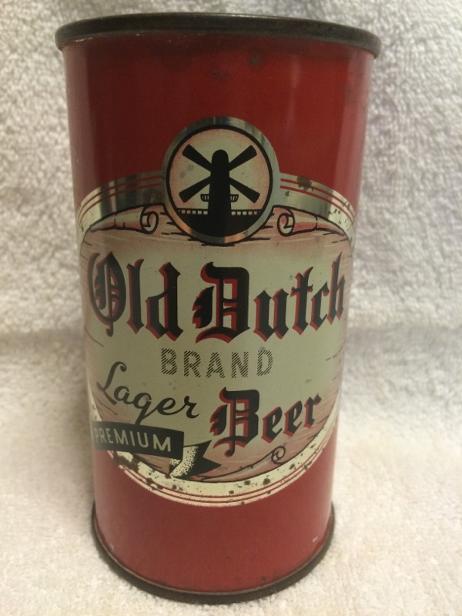 Old Dutch
BRAND
Lager Beer
PREMIUM